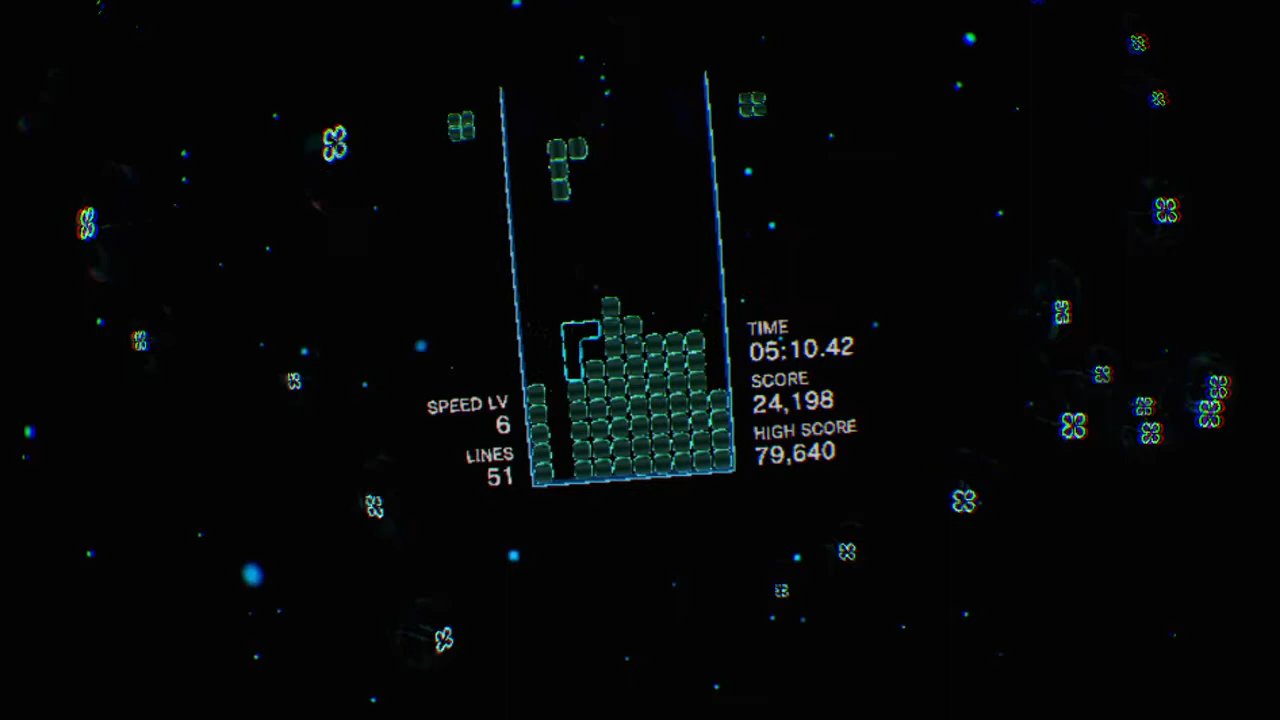 SPEED LV
6
LINES
51
TIME
05:10.42
SCORE
24,198
HIGH SCORE
79,640